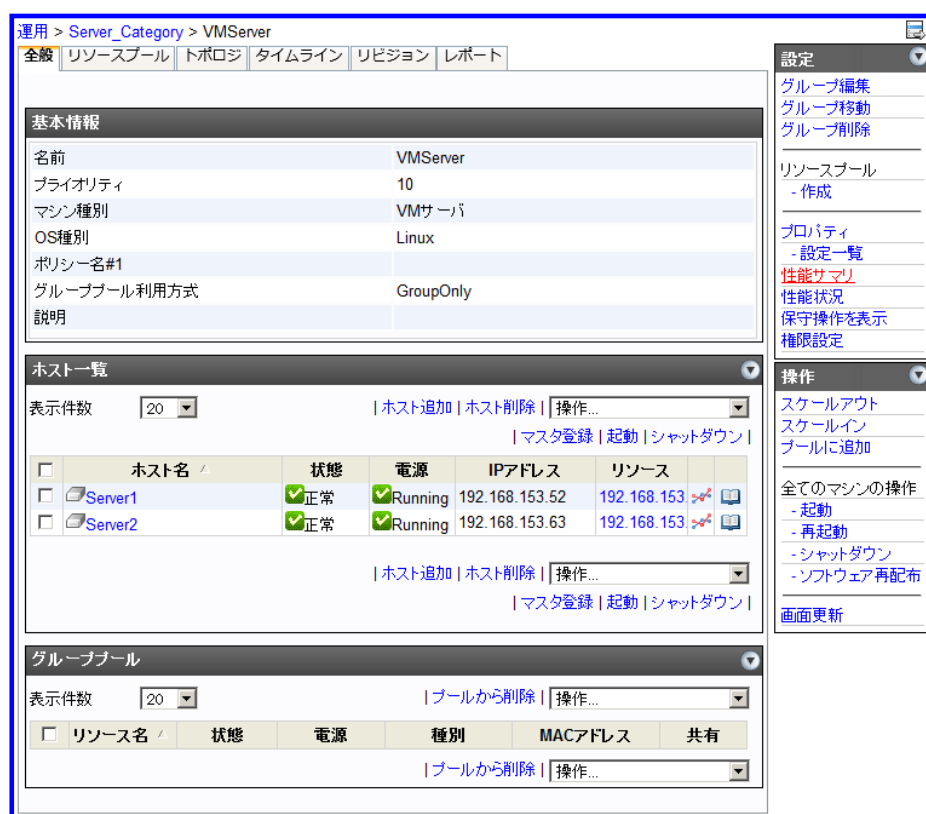 運用 > Server_Category > VMServer
全般 リソースプール トポロジ タイムライン リビジョン レポート
基本情報
名前 VMServer
プライオリティ 10
マシン種別 VMサーバ
OS種別 Linux
ポリシー名#1
グループプール利用方式 GroupOnly
説明
ホスト一覧
表示件数 20 | ホスト追加 | ホスト削除 | 操作...
| マスタ登録 | 起動 | シャットダウン |
ホスト名 状態 電源 IPアドレス リソース
Server1 正常 Running 192.168.153.52 192.168.153.
Server2 正常 Running 192.168.153.63 192.168.153.
| ホスト追加 | ホスト削除 | 操作...
| マスタ登録 | 起動 | シャットダウン |
グループプール
表示件数 20 | プールから削除 | 操作...
リソース名 状態 電源 種別 MACアドレス 共有
| プールから削除 | 操作...
設定
グループ編集
グループ移動
グループ削除
リソースプール
- 作成
プロパティ
- 設定一覧
性能サマリ
性能状況
保守操作を表示
権限設定
操作
スケールアウト
スケールイン
プールに追加
全てのマシンの操作
- 起動
- 再起動
- シャットダウン
- ソフトウェア再配布
画面更新